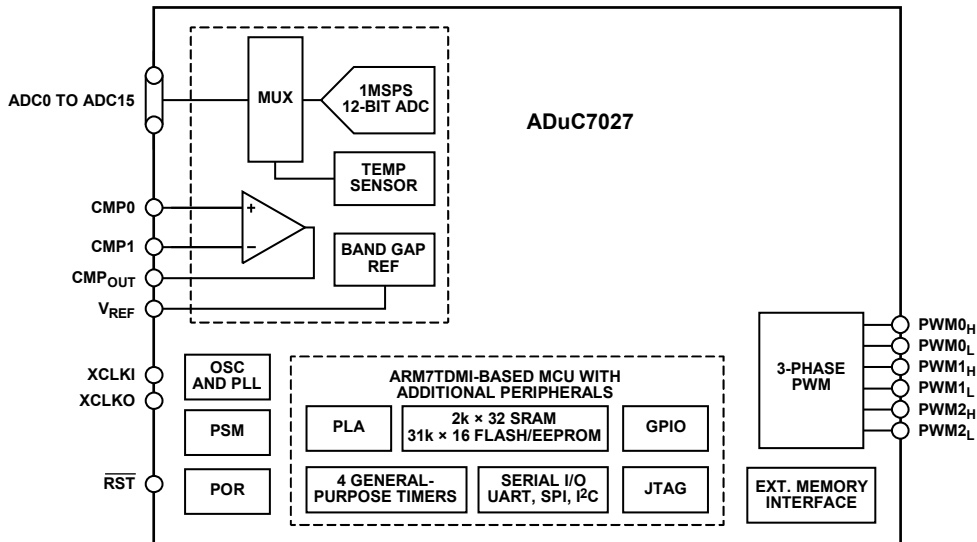 ADuC7027
ADC0 TO ADC15
MUX
1MSPS
12-BIT ADC
TEMP
SENSOR
CMP0
+
CMP1
−
CMPOUT
BAND GAP
REF
VREF
XCLKI
XCLKO
OSC
AND PLL
PSM
RST
POR
ARM7TDMI-BASED MCU WITH
ADDITIONAL PERIPHERALS
PLA
2k × 32 SRAM
31k × 16 FLASH/EEPROM
GPIO
4 GENERAL-
PURPOSE TIMERS
SERIAL I/O
UART, SPI, I2C
JTAG
3-PHASE
PWM
PWM0H
PWM0L
PWM1H
PWM1L
PWM2H
PWM2L
EXT. MEMORY
INTERFACE